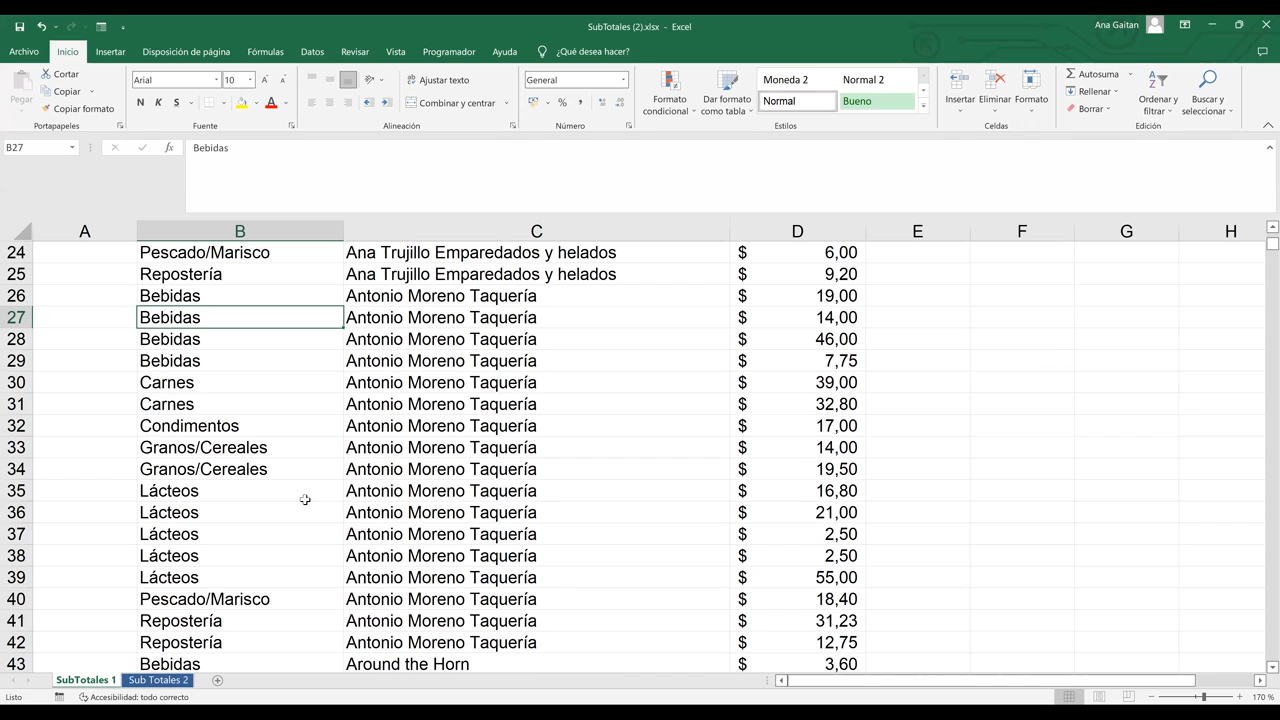 SubTotales (2).xlsx - Excel
Ana Gaitan
Archivo Inicio Insertar Disposición de página Fórmulas Datos Revisar Vista Programador Ayuda ¿Qué desea hacer?
Pegar
Cortar
Copiar
Copiar formato
Portapapeles
Arial 10
N K S
Fuente
Ajustar texto
Combinar y centrar
Alineación
General
Número
Formato condicional
Dar formato como tabla
Moneda 2 Normal 2
Normal Bueno
Estilos
Insertar Eliminar Formato
Celdas
Autosuma
Rellenar
Borrar
Ordenar y filtrar
Buscar y seleccionar
Edición
B27 fx Bebidas
A B C D E F G H
24 Pescado/Marisco Ana Trujillo Emparedados y helados $ 6,00
25 Repostería Ana Trujillo Emparedados y helados $ 9,20
26 Bebidas Antonio Moreno Taquería $ 19,00
27 Bebidas Antonio Moreno Taquería $ 14,00
28 Bebidas Antonio Moreno Taquería $ 46,00
29 Bebidas Antonio Moreno Taquería $ 7,75
30 Carnes Antonio Moreno Taquería $ 39,00
31 Carnes Antonio Moreno Taquería $ 32,80
32 Condimentos Antonio Moreno Taquería $ 17,00
33 Granos/Cereales Antonio Moreno Taquería $ 14,00
34 Granos/Cereales Antonio Moreno Taquería $ 19,50
35 Lácteos Antonio Moreno Taquería $ 16,80
36 Lácteos Antonio Moreno Taquería $ 21,00
37 Lácteos Antonio Moreno Taquería $ 2,50
38 Lácteos Antonio Moreno Taquería $ 2,50
39 Lácteos Antonio Moreno Taquería $ 55,00
40 Pescado/Marisco Antonio Moreno Taquería $ 18,40
41 Repostería Antonio Moreno Taquería $ 31,23
42 Repostería Antonio Moreno Taquería $ 12,75
43 Bebidas Around the Horn $ 3,60
SubTotales 1 Sub Totales 2
Listo Accesibilidad: todo correcto 170 %